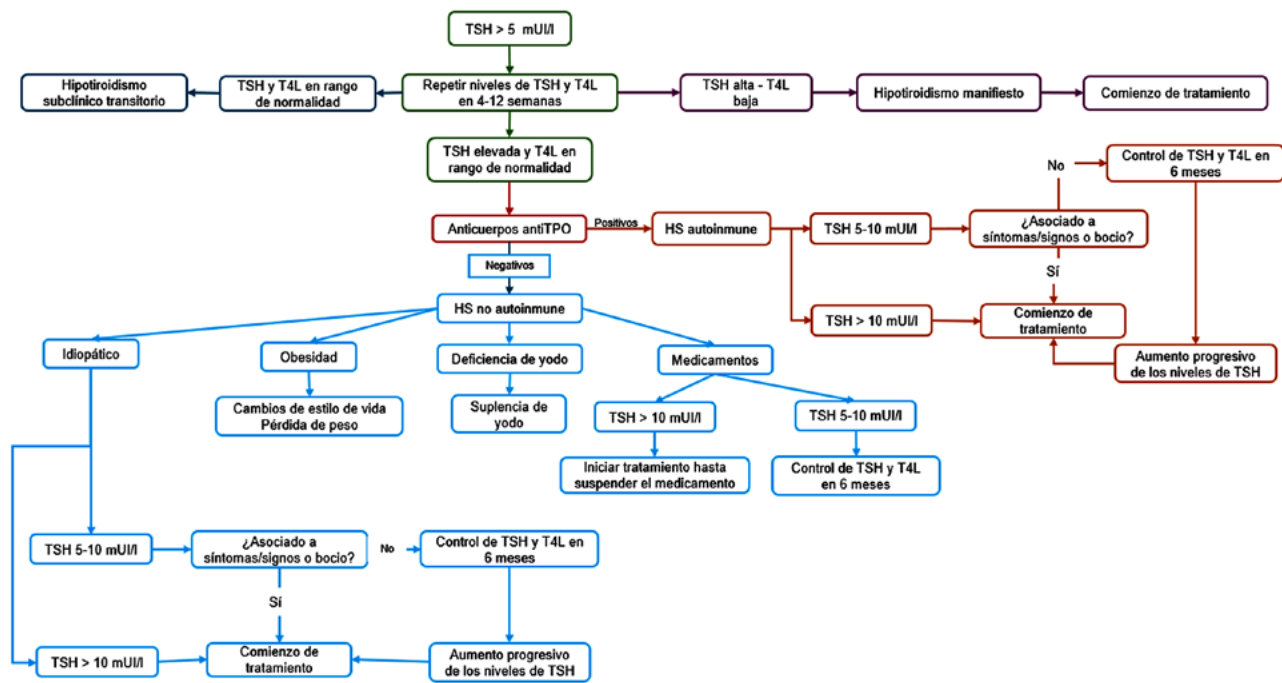 TSH > 5 mUI/l
Hipotiroidismo
subclínico transitorio
TSH y T4L en rango
de normalidad
Repetir niveles de TSH y T4L
en 4-12 semanas
TSH alta - T4L
baja
Hipotiroidismo manifiesto
Comienzo de tratamiento
TSH elevada y T4L en
rango de normalidad
No
Control de TSH y T4L en
6 meses
Anticuerpos antiTPO
Positivos
HS autoinmune
TSH 5-10 mUI/l
¿Asociado a
síntomas/signos o bocio?
Negativos
Sí
HS no autoinmune
TSH > 10 mUI/l
Comienzo de
tratamiento
Idiopático
Obesidad
Deficiencia de yodo
Medicamentos
Aumento progresivo
de los niveles de TSH
Cambios de estilo de vida
Pérdida de peso
Suplencia de
yodo
TSH > 10 mUI/l
TSH 5-10 mUI/l
Iniciar tratamiento hasta
suspender el medicamento
Control de TSH y T4L
en 6 meses
TSH 5-10 mUI/l
¿Asociado a
síntomas/signos o bocio?
No
Control de TSH y T4L en
6 meses
Sí
TSH > 10 mUI/l
Comienzo de
tratamiento
Aumento progresivo
de los niveles de TSH